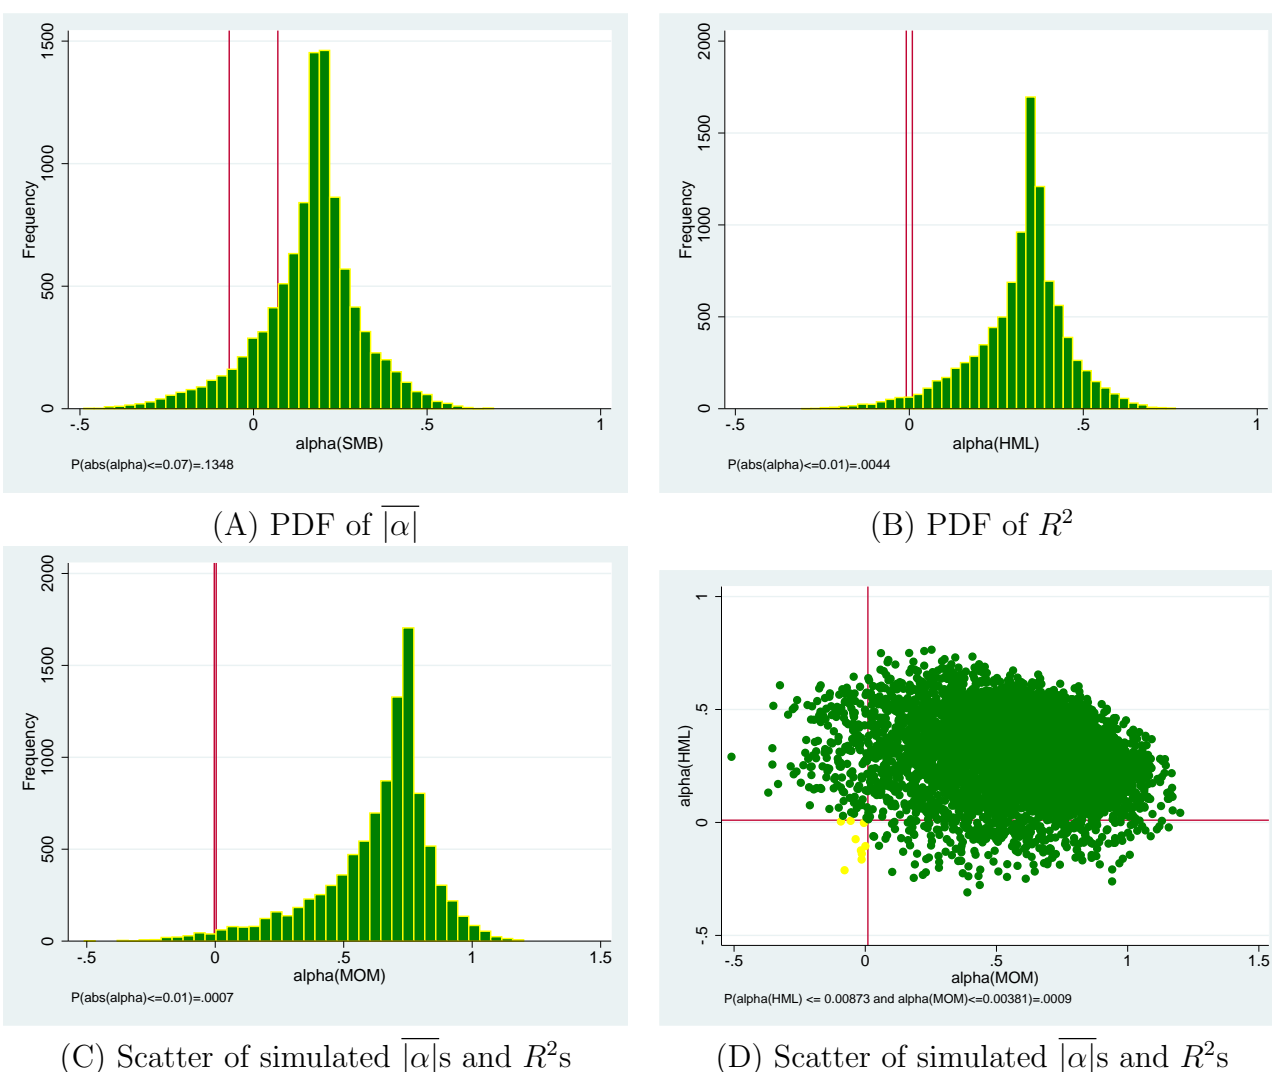 Frequency
0 500 1000 1500
-.5 0 .5 1
alpha(SMB)
P(abs(alpha)<=0.07)=.1348
(A) PDF of |α|
Frequency
0 500 1000 1500 2000
-.5 0 .5 1
alpha(HML)
P(abs(alpha)<=0.01)=.0044
(B) PDF of R²
Frequency
0 500 1000 1500 2000
-.5 0 .5 1 1.5
alpha(MOM)
P(abs(alpha)<=0.01)=.0007
(C) Scatter of simulated |α|s and R²s
alpha(HML)
-.5 0 .5 1
-.5 0 .5 1 1.5
alpha(MOM)
P(alpha(HML) <= 0.00873 and alpha(MOM)<=0.00381)=.0009
(D) Scatter of simulated |α|s and R²s